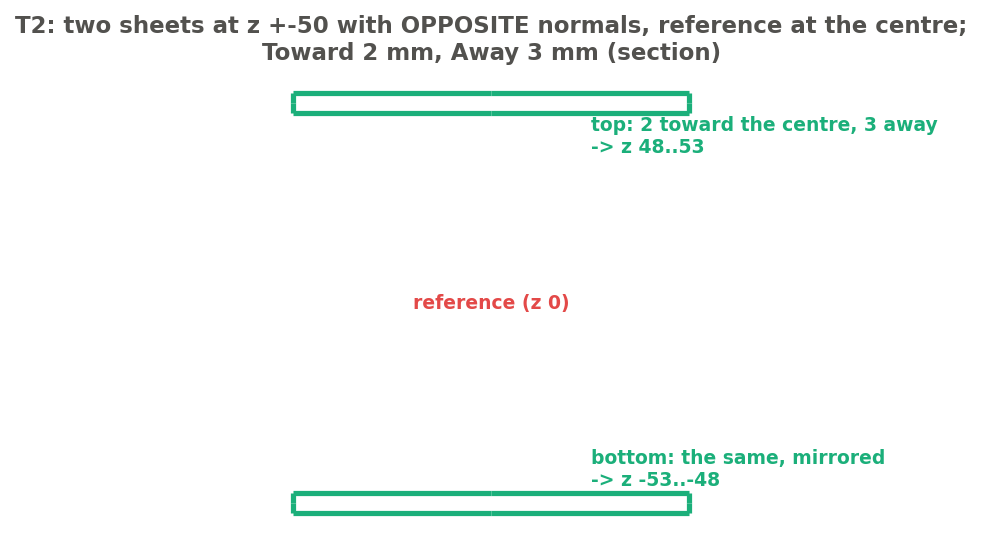 T2: two sheets at z +-50 with OPPOSITE normals, reference at the centre;
Toward 2 mm, Away 3 mm (section)
top: 2 toward the centre, 3 away
-> z 48..53
reference (z 0)
bottom: the same, mirrored
-> z -53..-48